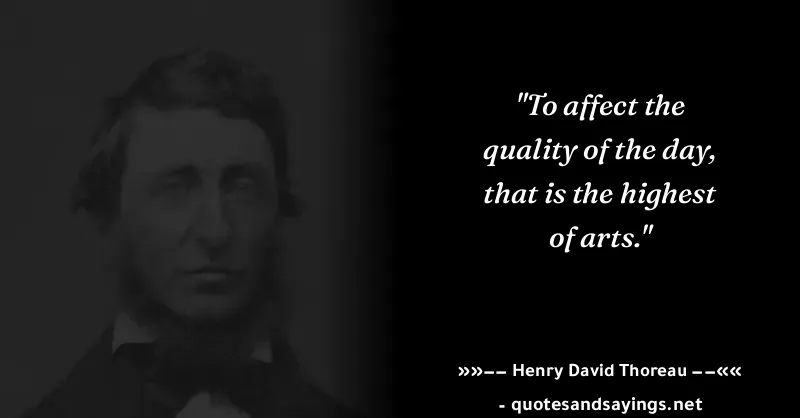 "To affect the
quality of the day,
that is the highest
of arts."
»»−− Henry David Thoreau −−««
- quotesandsayings.net